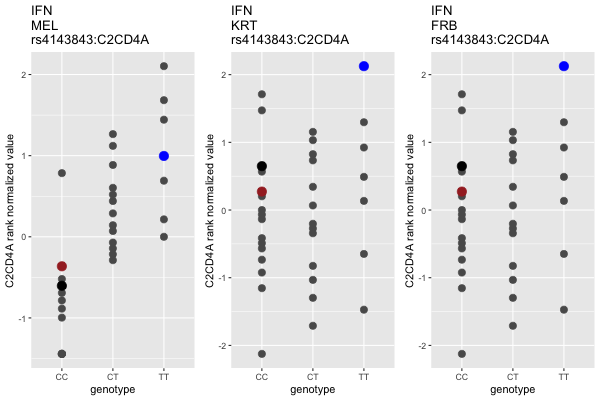 IFN
MEL
rs4143843:C2CD4A
C2CD4A rank normalized value
2
1
0
-1
CC
CT
TT
genotype
IFN
KRT
rs4143843:C2CD4A
C2CD4A rank normalized value
2
1
0
-1
-2
CC
CT
TT
genotype
IFN
FRB
rs4143843:C2CD4A
C2CD4A rank normalized value
2
1
0
-1
-2
CC
CT
TT
genotype